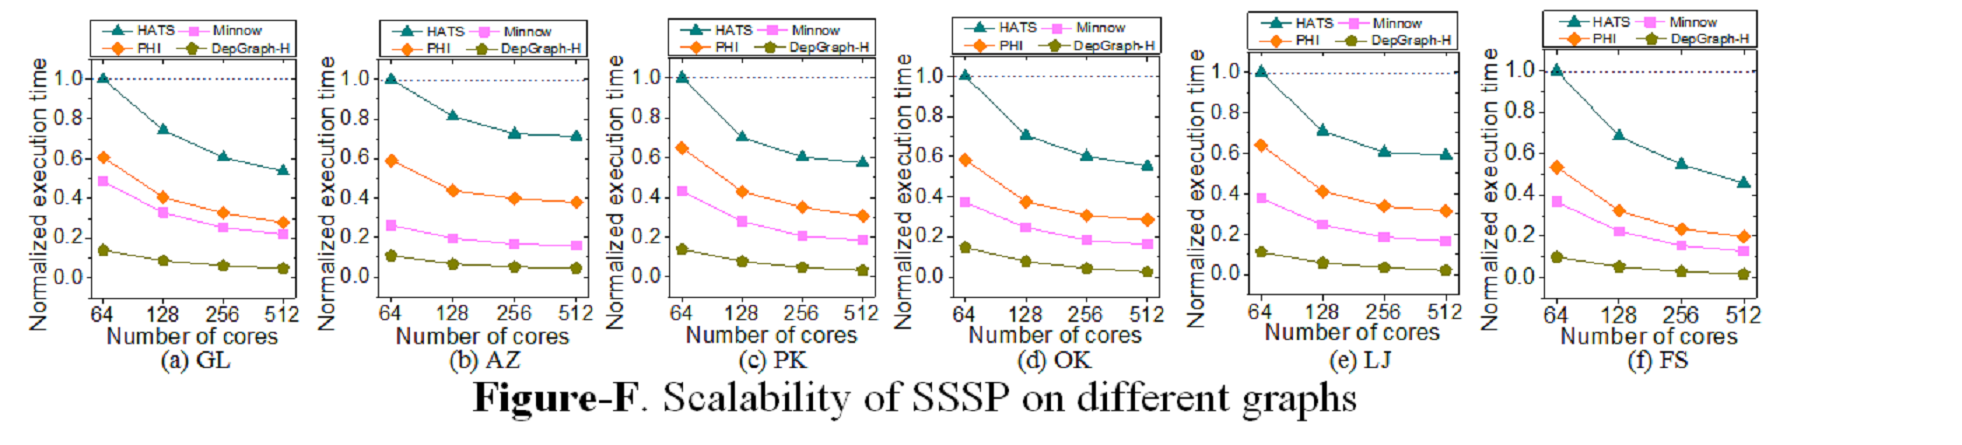 HATS Minnow
PHI DepGraph-H
Normalized execution time
1.0
0.8
0.6
0.4
0.2
0.0
64 128 256 512
Number of cores
(a) GL
HATS Minnow
PHI DepGraph-H
Normalized execution time
1.0
0.8
0.6
0.4
0.2
0.0
64 128 256 512
Number of cores
(b) AZ
HATS Minnow
PHI DepGraph-H
Normalized execution time
1.0
0.8
0.6
0.4
0.2
0.0
64 128 256 512
Number of cores
(c) PK
HATS Minnow
PHI DepGraph-H
Normalized execution time
1.0
0.8
0.6
0.4
0.2
0.0
64 128 256 512
Number of cores
(d) OK
HATS Minnow
PHI DepGraph-H
Normalized execution time
1.0
0.8
0.6
0.4
0.2
0.0
64 128 256 512
Number of cores
(e) LJ
HATS Minnow
PHI DepGraph-H
Normalized execution time
1.0
0.8
0.6
0.4
0.2
0.0
64 128 256 512
Number of cores
(f) FS
Figure-F. Scalability of SSSP on different graphs